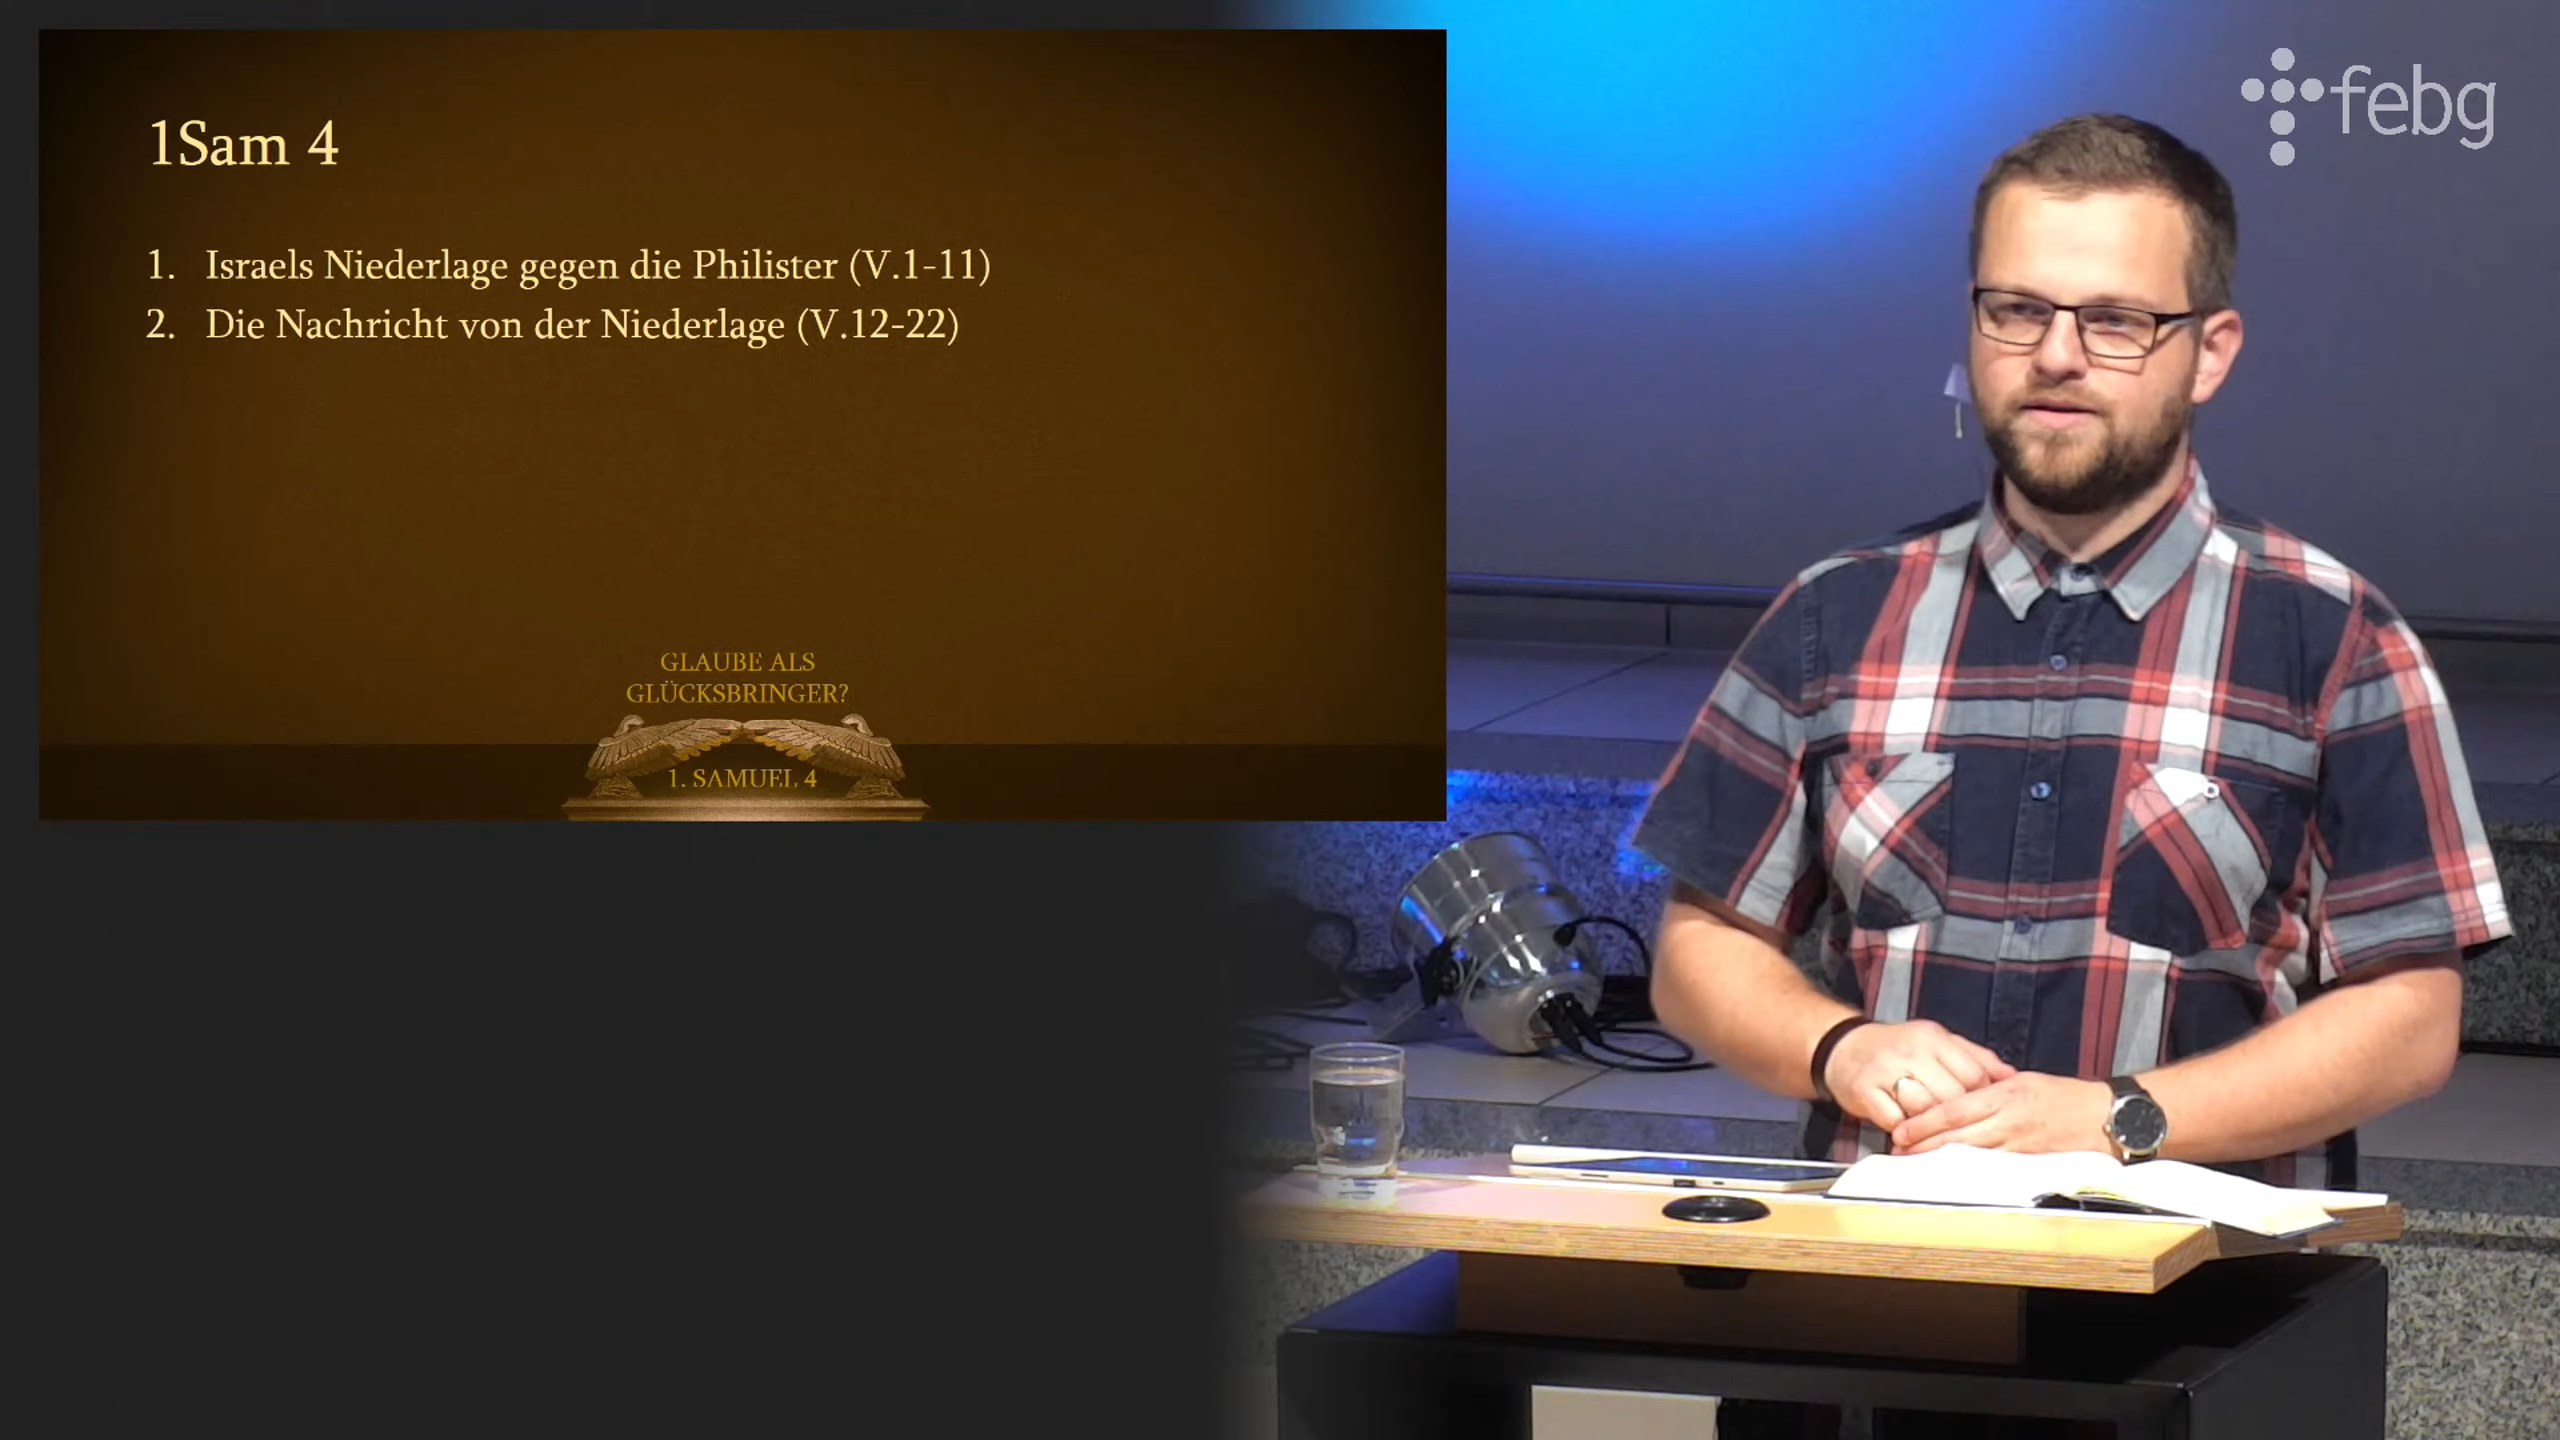 1Sam 4
1. Israels Niederlage gegen die Philister (V.1-11)
2. Die Nachricht von der Niederlage (V.12-22)
GLAUBE ALS
GLÜCKSBRINGER?
1. SAMUEL 4
febg